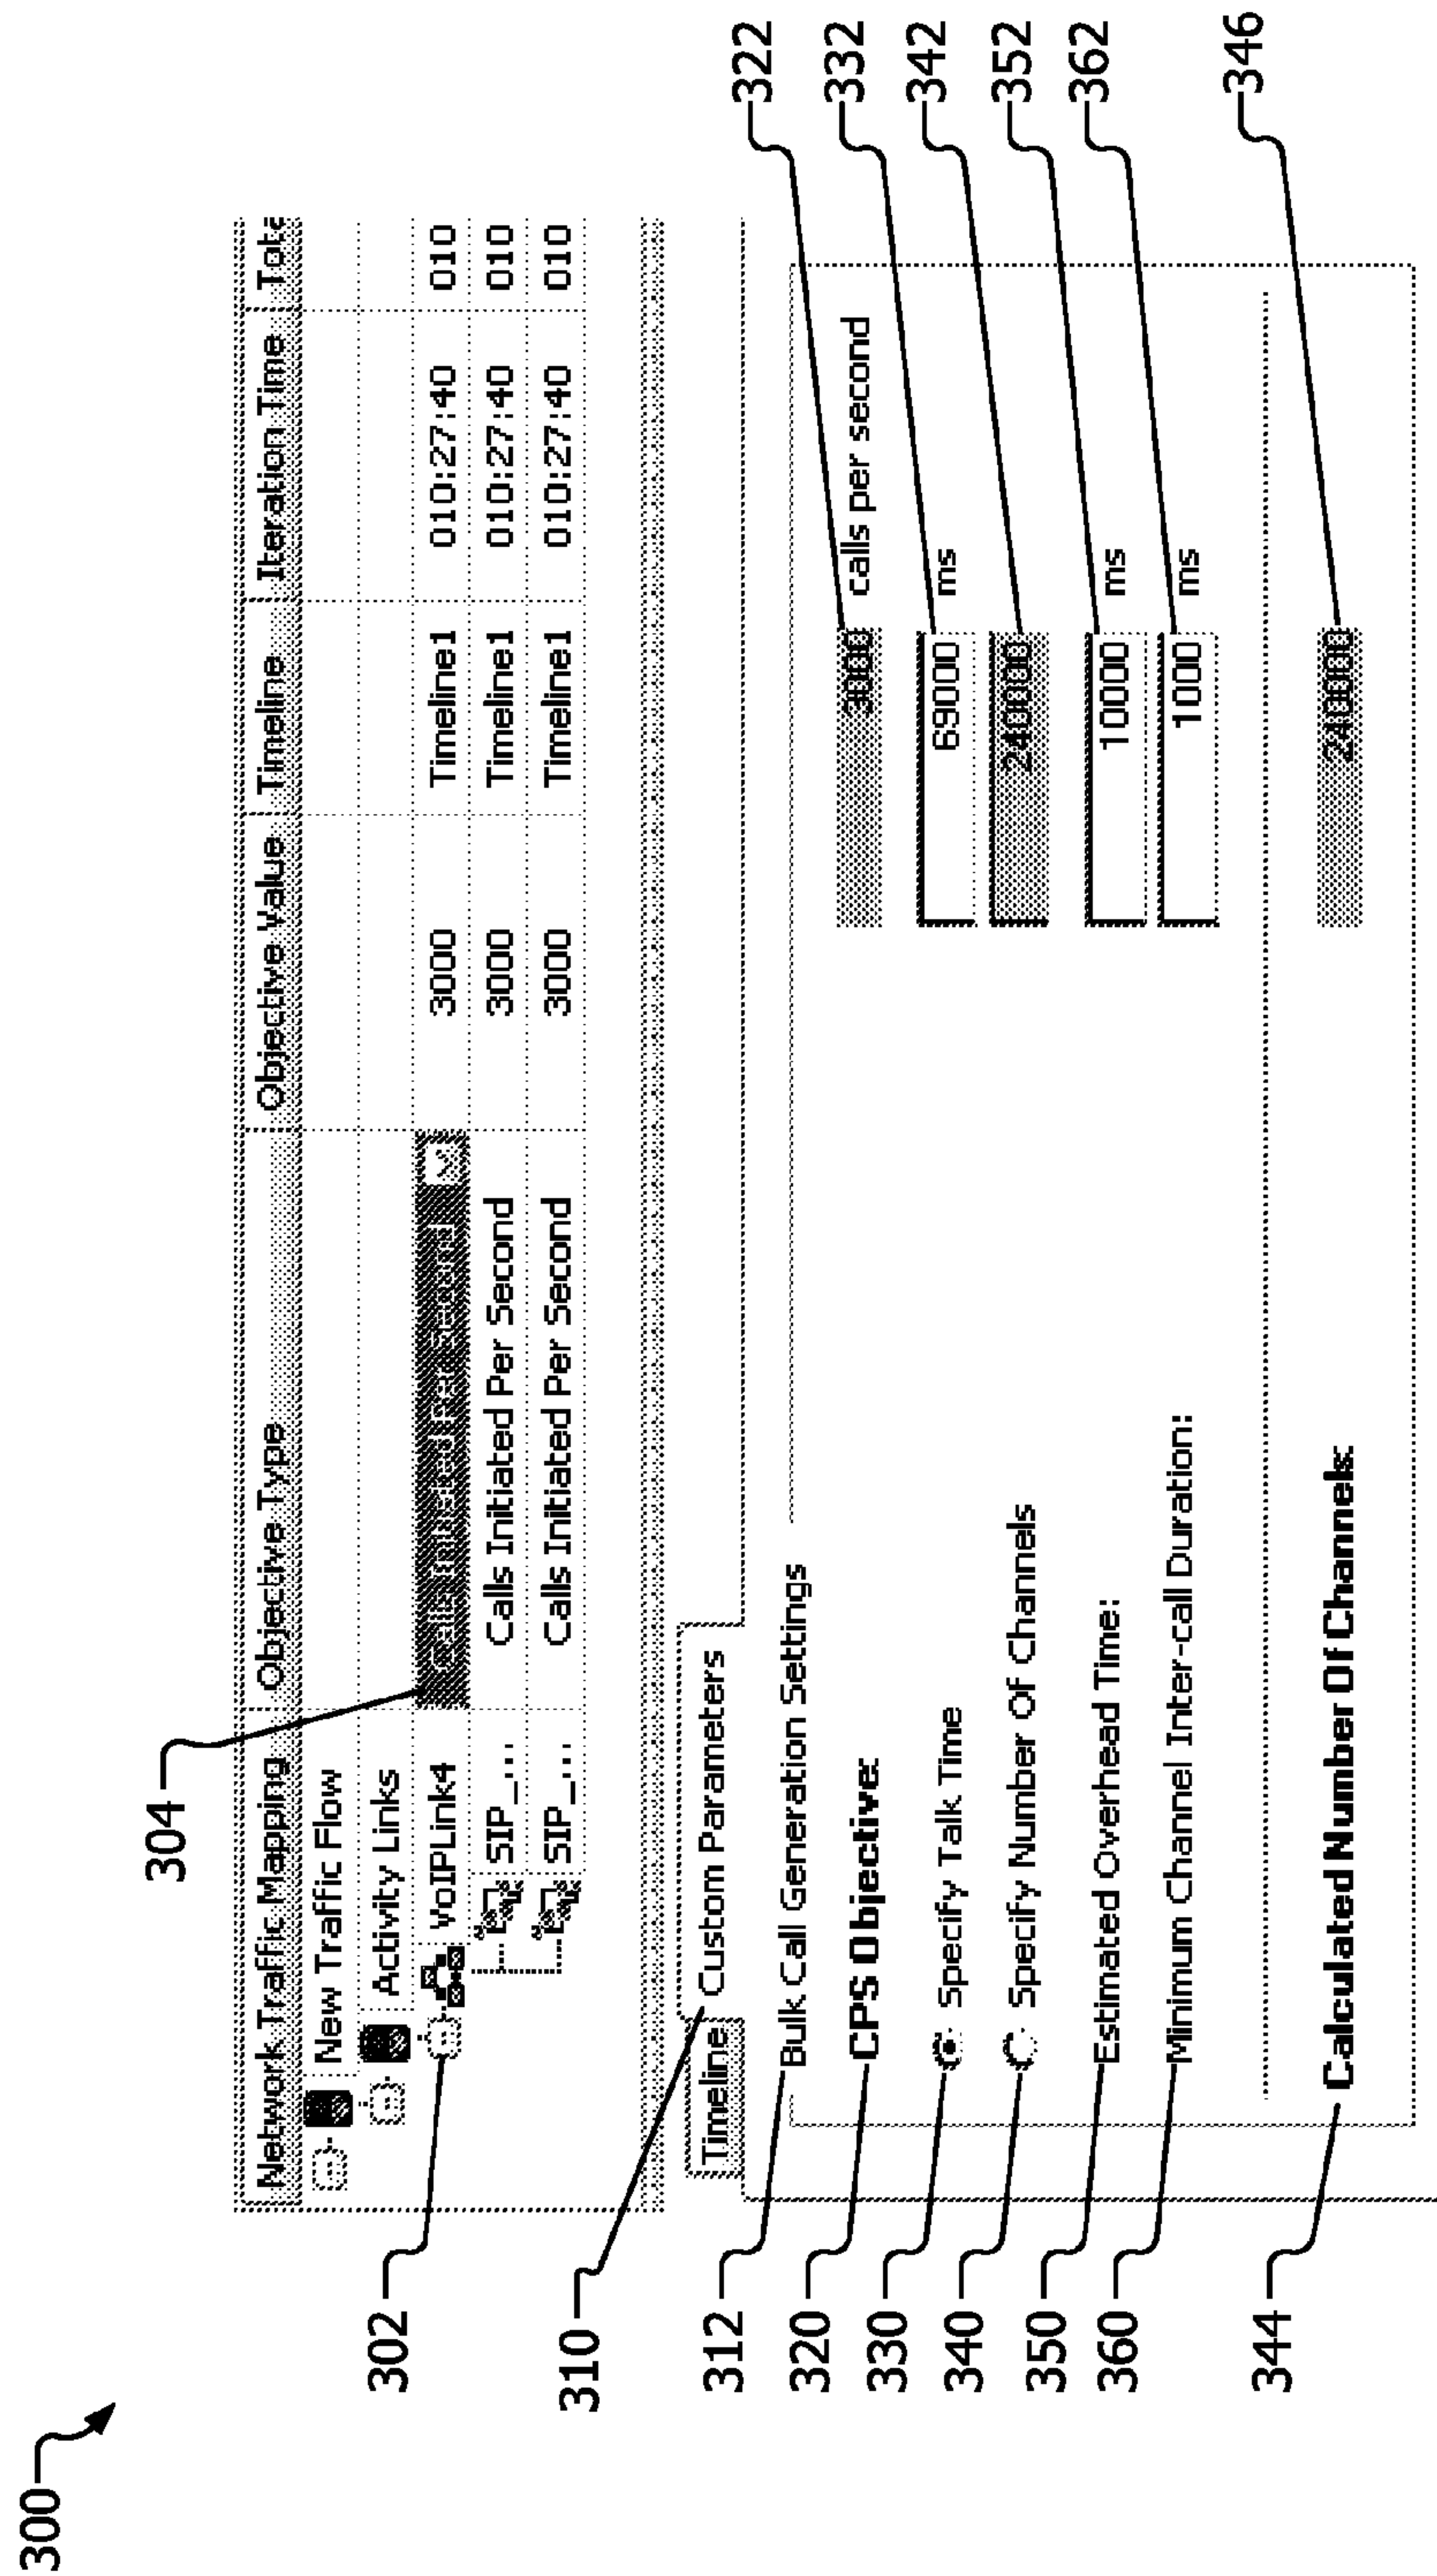 300
304
Network Traffic Mapping Objective Type Objective Value Timeline Iteration Time Tota
New Traffic Flow
Activity Links
302 VoIPLink4 Calls Initiated Per Second 3000 Timeline1 010:27:40 010
SIP_... Calls Initiated Per Second 3000 Timeline1 010:27:40 010
SIP_... Calls Initiated Per Second 3000 Timeline1 010:27:40 010
310
Timeline Custom Parameters
312 Bulk Call Generation Settings
320 CPS Objective: 3000 calls per second 322
330 Specify Talk Time 69000 ms 332
340 Specify Number Of Channels 240000 342
350 Estimated Overhead Time: 10000 ms 352
360 Minimum Channel Inter-call Duration: 1000 ms 362
344 Calculated Number Of Channels: 240000 346